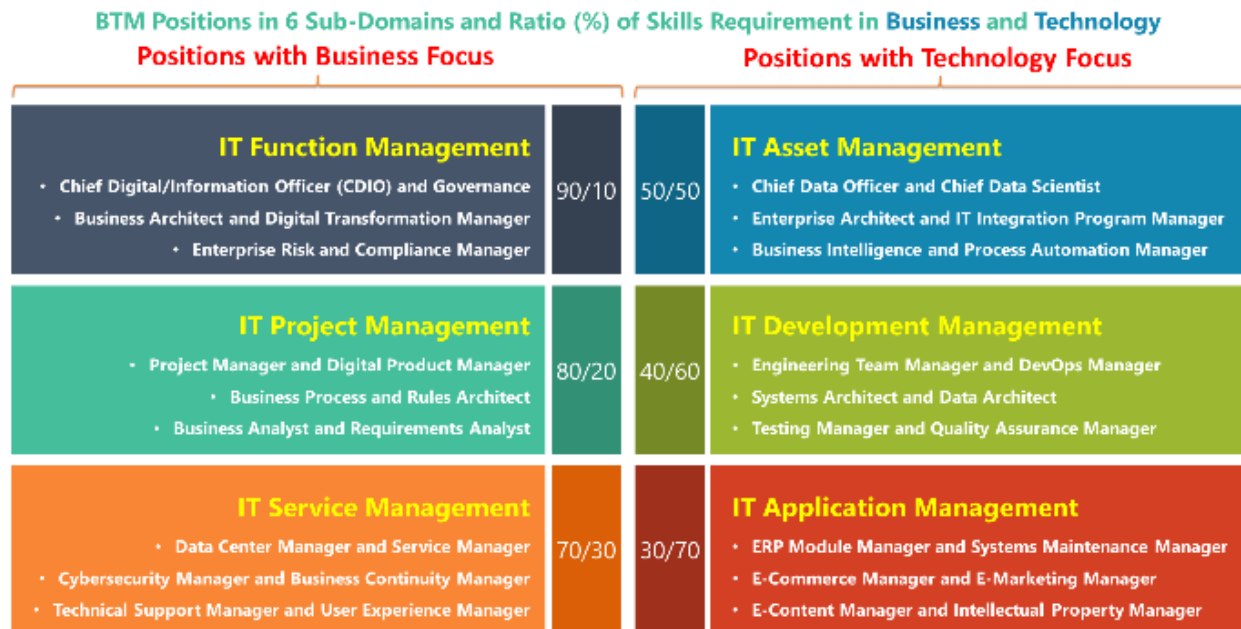 BTM Positions in 6 Sub-Domains and Ratio (%) of Skills Requirement in Business and Technology
Positions with Business Focus
Positions with Technology Focus
IT Function Management
• Chief Digital/Information Officer (CDIO) and Governance
• Business Architect and Digital Transformation Manager
• Enterprise Risk and Compliance Manager
90/10
50/50
IT Asset Management
• Chief Data Officer and Chief Data Scientist
• Enterprise Architect and IT Integration Program Manager
• Business Intelligence and Process Automation Manager
IT Project Management
• Project Manager and Digital Product Manager
• Business Process and Rules Architect
• Business Analyst and Requirements Analyst
80/20
40/60
IT Development Management
• Engineering Team Manager and DevOps Manager
• Systems Architect and Data Architect
• Testing Manager and Quality Assurance Manager
IT Service Management
• Data Center Manager and Service Manager
• Cybersecurity Manager and Business Continuity Manager
• Technical Support Manager and User Experience Manager
70/30
30/70
IT Application Management
• ERP Module Manager and Systems Maintenance Manager
• E-Commerce Manager and E-Marketing Manager
• E-Content Manager and Intellectual Property Manager